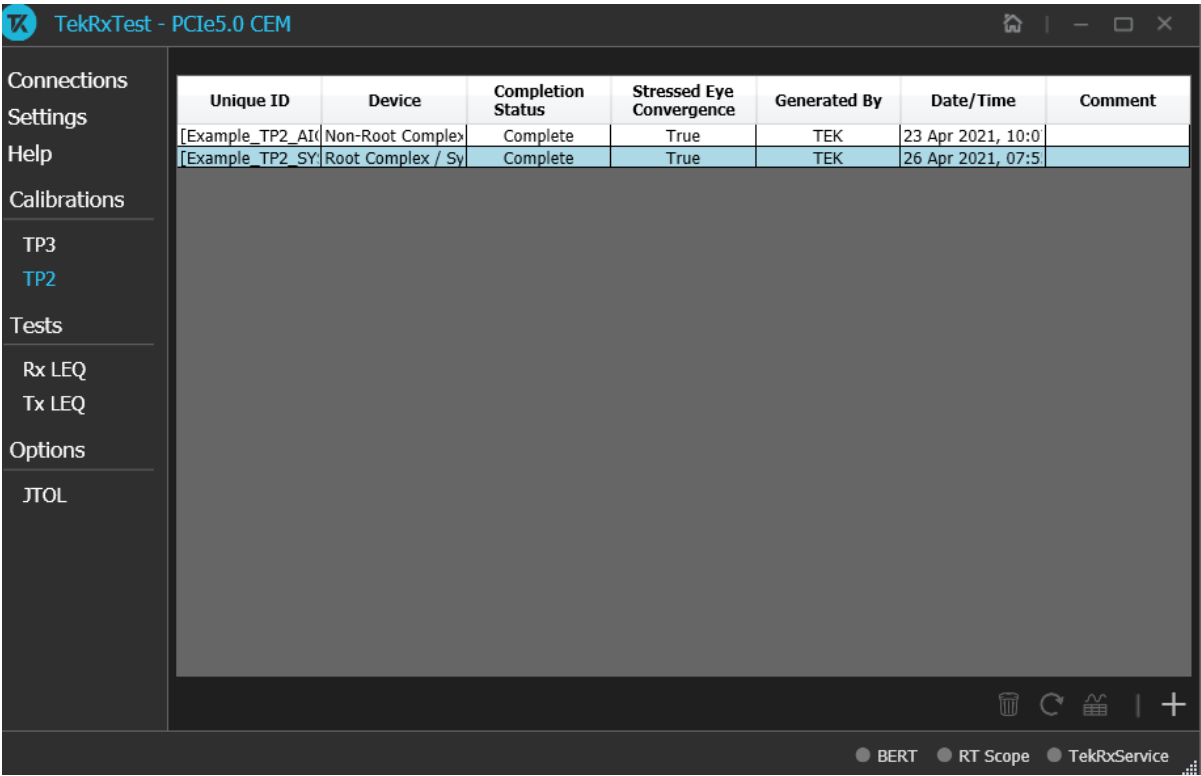 TekRxTest - PCIe5.0 CEM
Connections
Settings
Help
Calibrations
TP3
TP2
Tests
Rx LEQ
Tx LEQ
Options
JTOL
Unique ID Device Completion Status Stressed Eye Convergence Generated By Date/Time Comment
[Example_TP2_AI Non-Root Complex Complete True TEK 23 Apr 2021, 10:0
[Example_TP2_SY Root Complex / Sy Complete True TEK 26 Apr 2021, 07:5
BERT RT Scope TekRxService